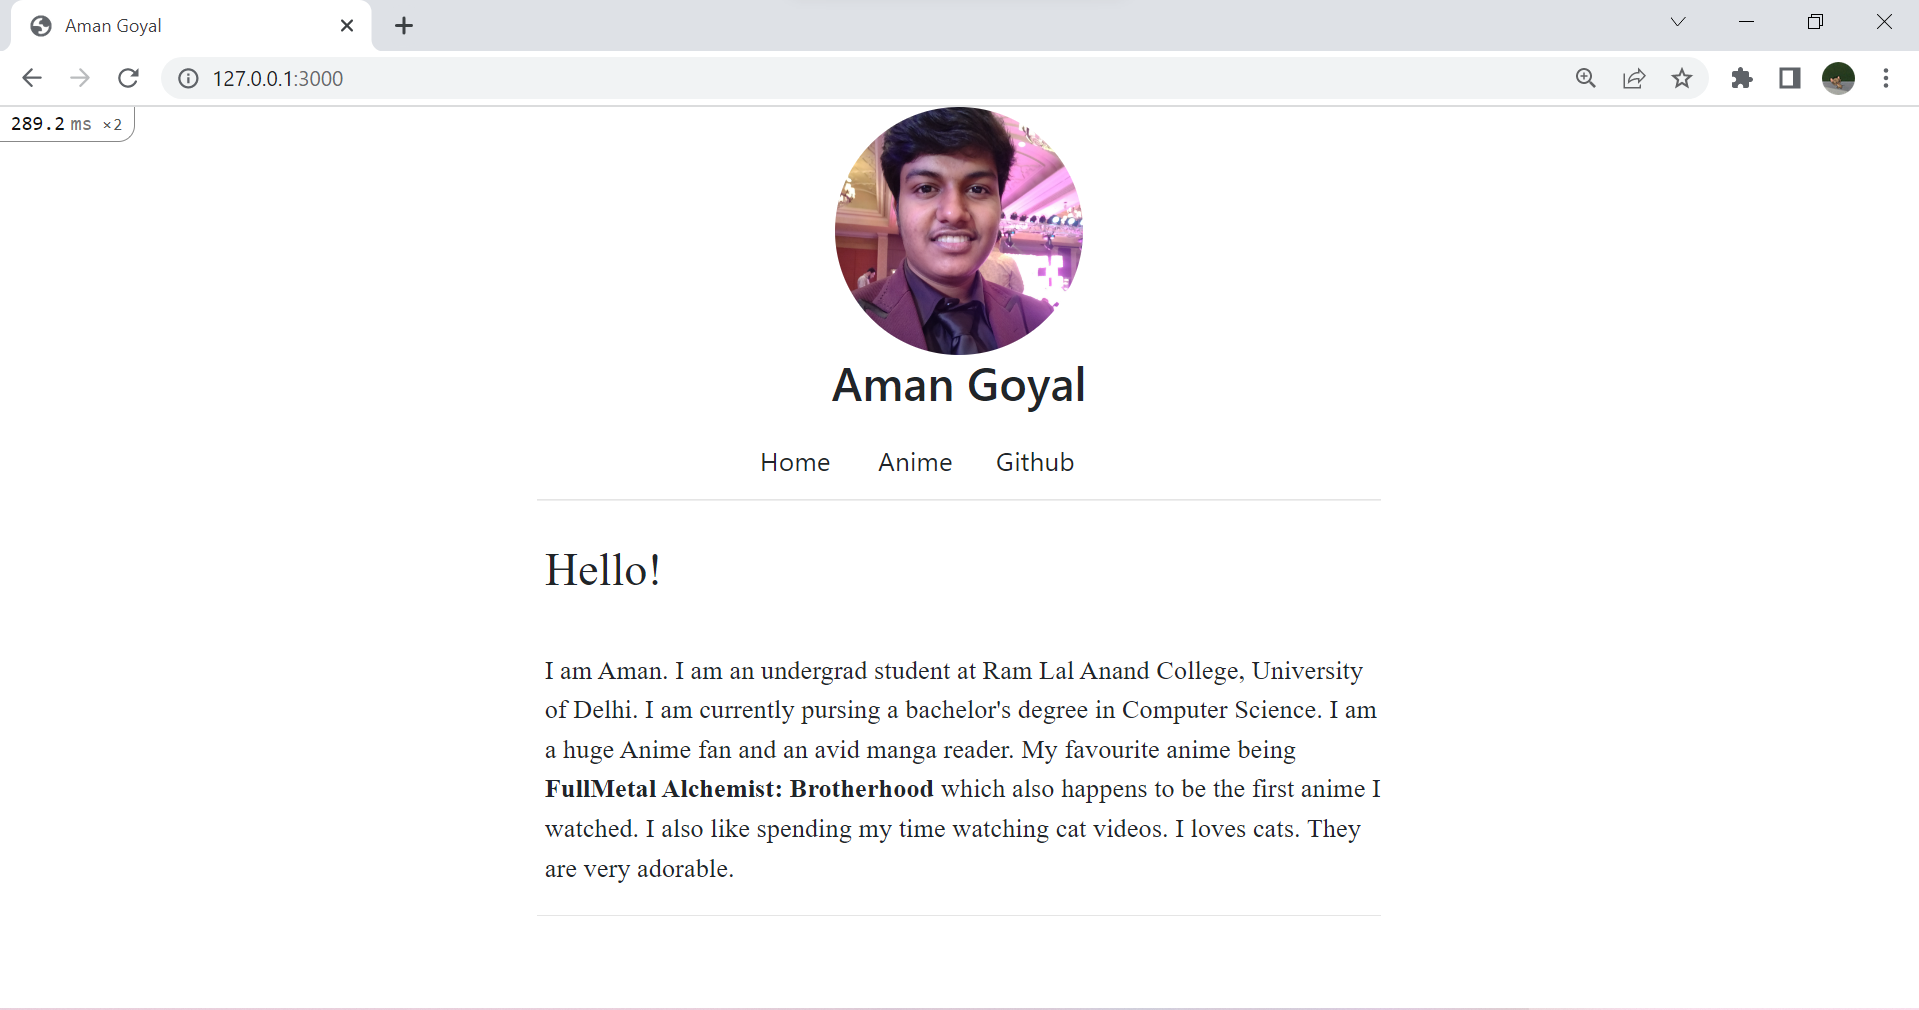 Aman Goyal
127.0.0.1:3000
289.2 ms ×2
Aman Goyal
Home Anime Github
Hello!
I am Aman. I am an undergrad student at Ram Lal Anand College, University
of Delhi. I am currently pursing a bachelor's degree in Computer Science. I am
a huge Anime fan and an avid manga reader. My favourite anime being
FullMetal Alchemist: Brotherhood which also happens to be the first anime I
watched. I also like spending my time watching cat videos. I loves cats. They
are very adorable.